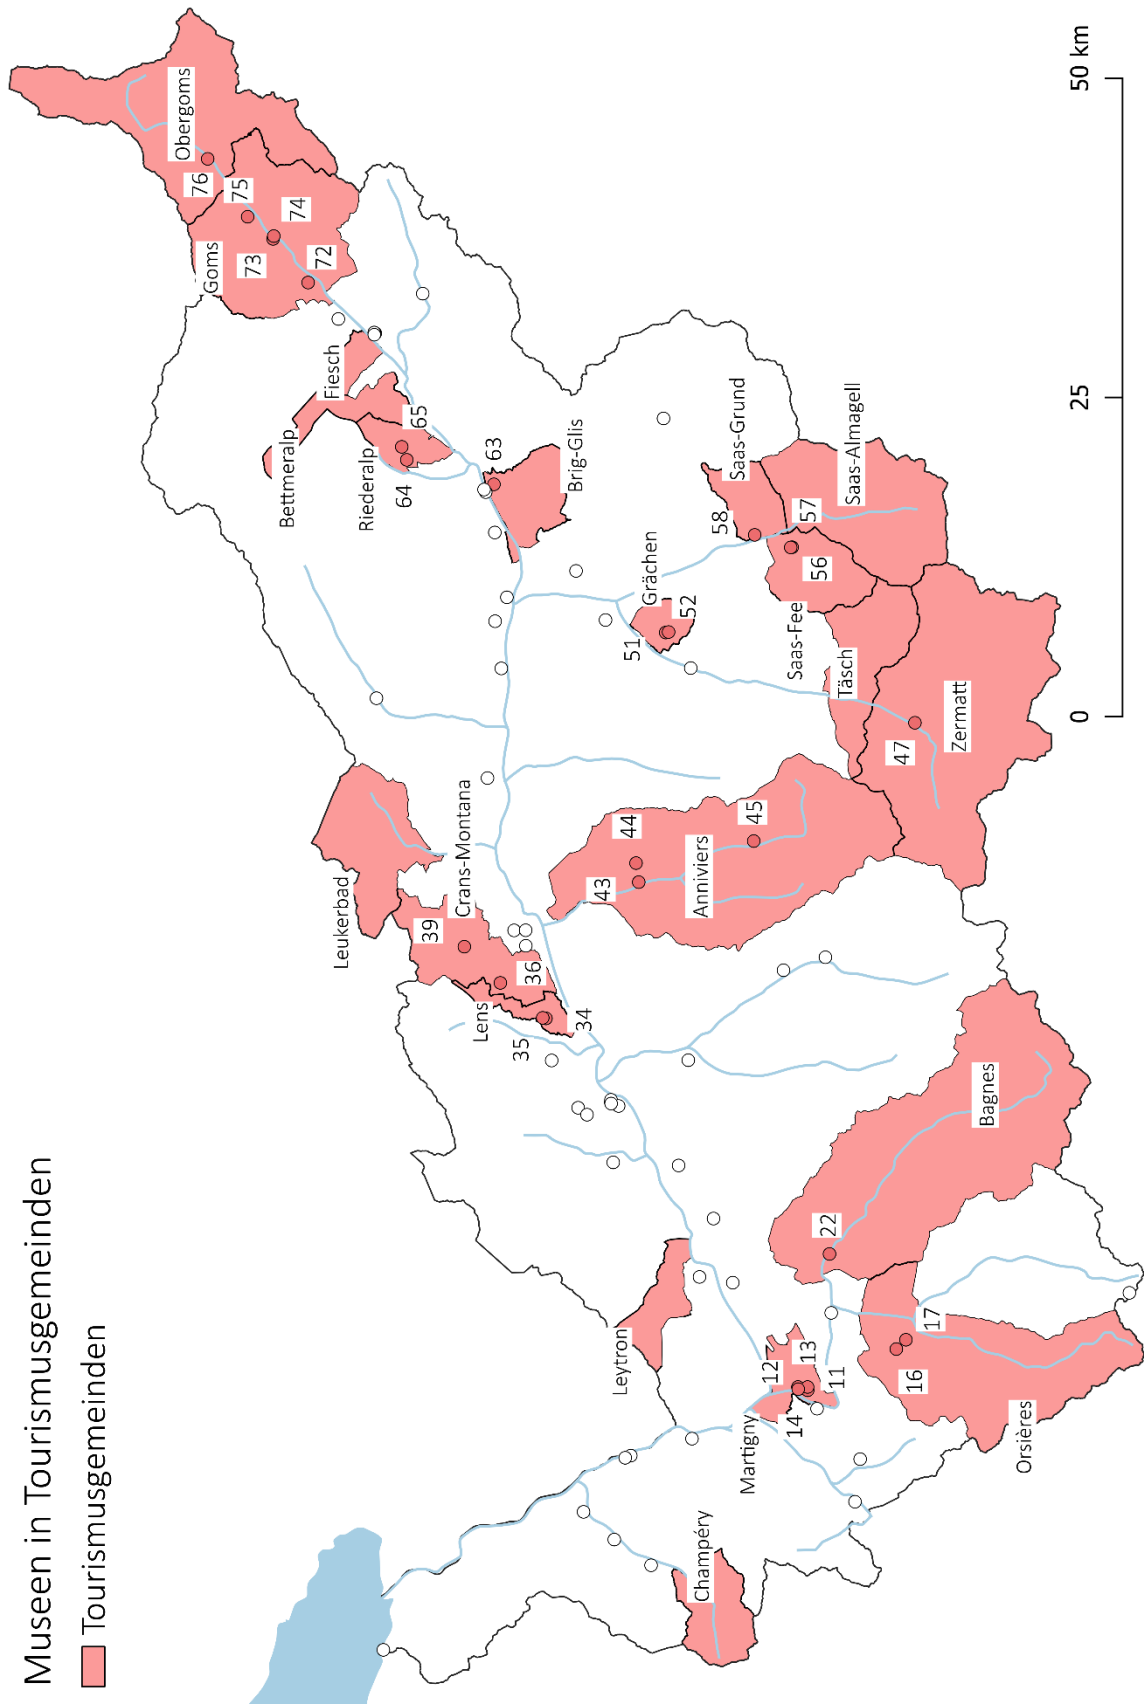 Museen in Tourismusgemeinden
Tourismusgemeinden
Obergoms
76
75
Goms
74
73
72
Fiesch
Bettmeralp
65
Riederalp
64
63
Brig-Glis
Leukerbad
Crans-Montana
39
36
Lens
35
34
Saas-Grund
58
57
Saas-Almagell
56
Saas-Fee
Grächen
52
51
Täsch
Zermatt
47
45
44
43
Anniviers
Bagnes
22
Leytron
12
13
11
14
Martigny
17
16
Orsières
Champéry
0
25
50 km